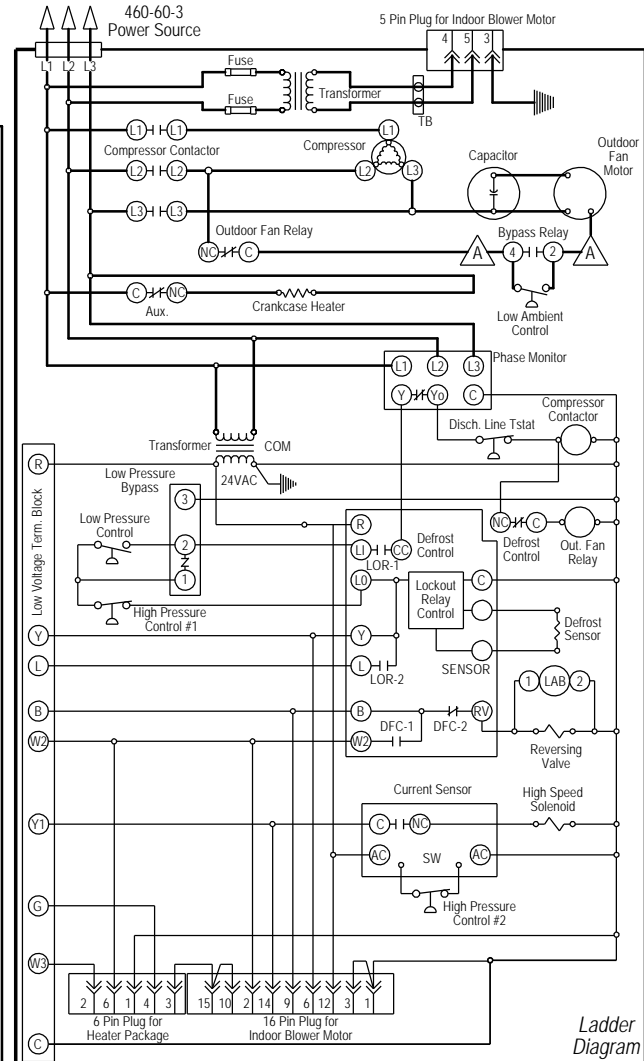 460-60-3
Power Source
5 Pin Plug for Indoor Blower Motor
4 5 3
L1 L2 L3
Fuse
Transformer
Fuse
TB
L1 L1 L1
Compressor Contactor
Compressor
L2 L2 L2 L3
Capacitor
Outdoor
Fan
Motor
L3 L3
Outdoor Fan Relay
Bypass Relay
NC C A 4 2 A
C NC
Aux.
Crankcase Heater
Low Ambient
Control
L1 L2 L3
Phase Monitor
Y Yo C
Compressor
Contactor
Disch. Line Tstat
Transformer
COM
24VAC
R
Low Voltage Term. Block
Low Pressure
Bypass
3
Low Pressure
Control
2
1
High Pressure
Control #1
R
LI CC
LOR-1
Defrost
Control
NC C
Defrost
Control
Out. Fan
Relay
L0
Lockout
Relay
Control
C
Defrost
Sensor
SENSOR
Y Y
L L
LOR-2
B B
DFC-1 DFC-2
RV
W2 W2
1 LAB 2
Reversing
Valve
Current Sensor
High Speed
Solenoid
Y1
C NC
AC SW AC
High Pressure
Control #2
G
W3
2 6 1 4 3
15 10 2 14 9 6 12 3 1
6 Pin Plug for
Heater Package
16 Pin Plug for
Indoor Blower Motor
C
Ladder
Diagram